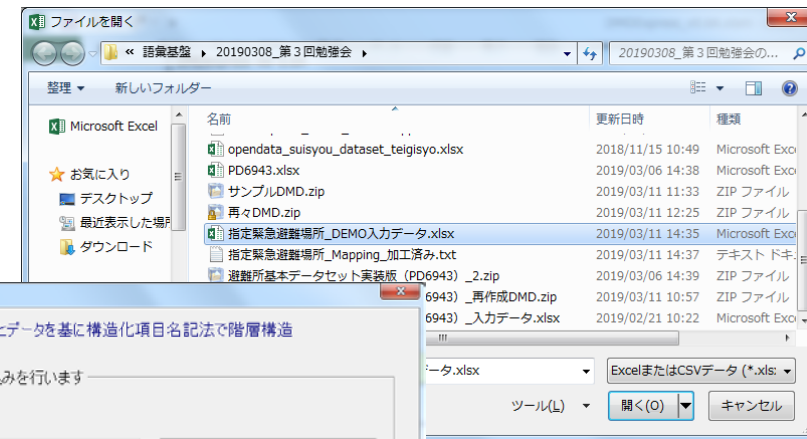 ファイルを開く
« 語彙基盤 ▸ 20190308_第３回勉強会 ▸
20190308_第３回勉強会の...
整理 ▼ 新しいフォルダー
Microsoft Excel
お気に入り
デスクトップ
最近表示した場所
ダウンロード
名前 更新日時 種類
opendata_suisyou_dataset_teigisyo.xlsx 2018/11/15 10:49 Microsoft Exc
PD6943.xlsx 2019/03/06 14:38 Microsoft Exc
サンプルDMD.zip 2019/03/11 11:33 ZIP ファイル
再々DMD.zip 2019/03/11 12:25 ZIP ファイル
指定緊急避難場所_DEMO入力データ.xlsx 2019/03/11 14:35 Microsoft Exc
指定緊急避難場所_Mapping_加工済み.txt 2019/03/11 14:37 テキスト ドキ
避難所基本データセット実装版（PD6943）_2.zip 2019/03/06 14:39 ZIP ファイル
6943）_再作成DMD.zip 2019/03/11 10:57 ZIP ファイル
6943）_入力データ.xlsx 2019/02/21 10:22 Microsoft Exc
とデータを基に構造化項目名記法で階層構造
込みを行います
ータ.xlsx
ExcelまたはCSVデータ (*.xls:
ツール(L) ▼ 開く(O) キャンセル